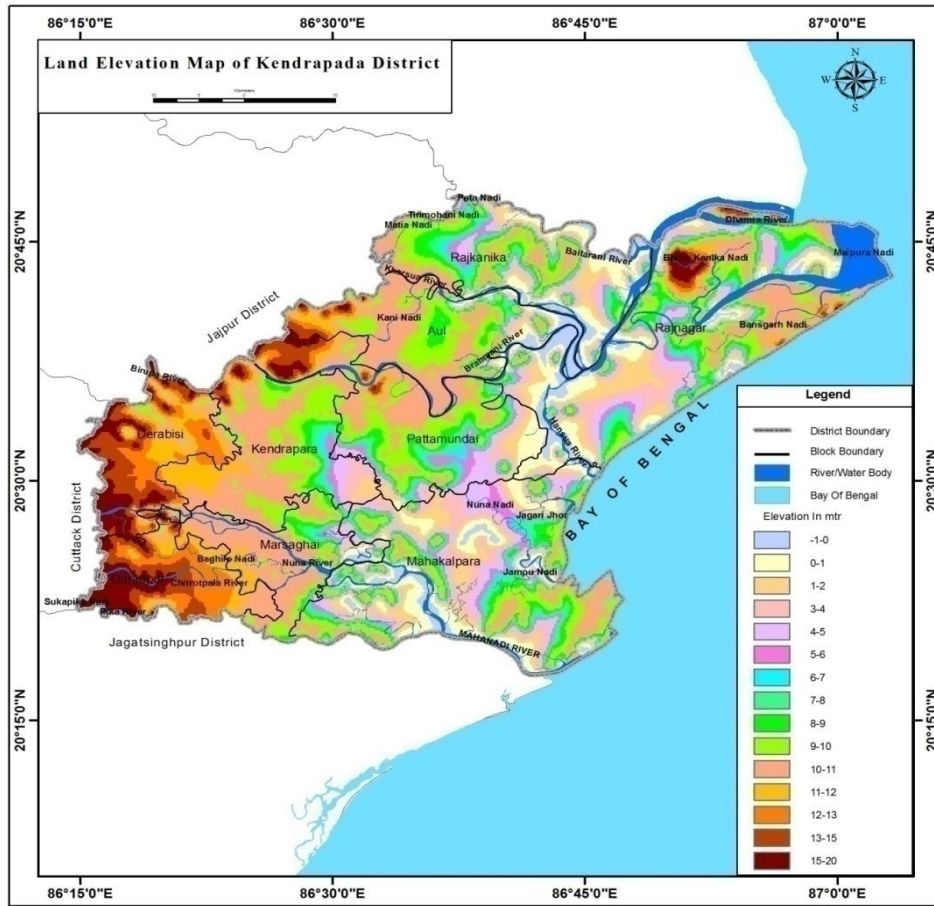 86°15'0"E 86°30'0"E 86°45'0"E 87°0'0"E
Land Elevation Map of Kendrapada District
Kilometers
N
W E
S
Peta Nadi
Tinmohani Nadi
Matia Nadi
Dhamra River
20°45'0"N
20°45'0"N
Baitarani River
Rajkanika
Maipura Nadi
Kharsua River
Jajpur District
Kani Nadi
Aul
Rajnagar
Bansgarh Nadi
Brahmani River
Birupa River
Derabisi
Kendrapara
Pattamundai
Hansua River
BAY OF BENGAL
20°30'0"N
20°30'0"N
Cuttack District
Nuna Nadi
Jagari Jhor
Marsaghai
Baghilo Nadi
Nuna River
Mahakalpara
Jampu Nadi
Chitrotpala River
Jagatsinghpur District
MAHANADI RIVER
20°15'0"N
20°15'0"N
Legend
District Boundary
Block Boundary
River/Water Body
Bay Of Bengal
Elevation In mtr
-1-0
0-1
1-2
3-4
4-5
5-6
6-7
7-8
8-9
9-10
10-11
11-12
12-13
13-15
15-20
86°15'0"E 86°30'0"E 86°45'0"E 87°0'0"E